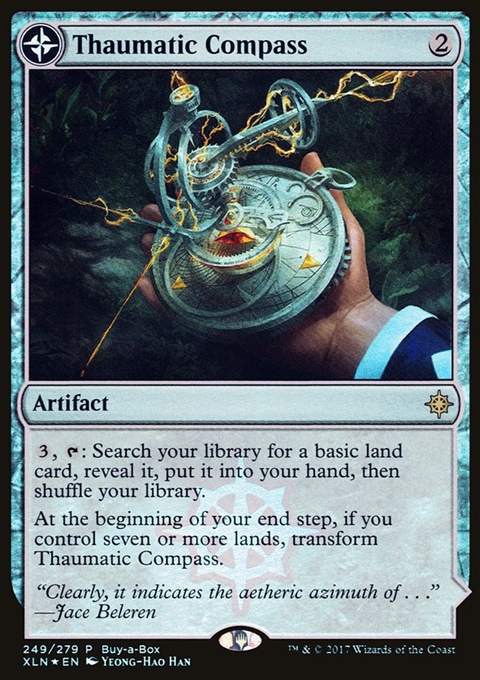 Thaumatic Compass 2
Artifact
3, T: Search your library for a basic land
card, reveal it, put it into your hand, then
shuffle your library.
At the beginning of your end step, if you
control seven or more lands, transform
Thaumatic Compass.
“Clearly, it indicates the aetheric azimuth of . . .”
—Jace Beleren
249/279 P Buy-a-Box
XLN★EN Yeong-Hao Han
™ & © 2017 Wizards of the Coast